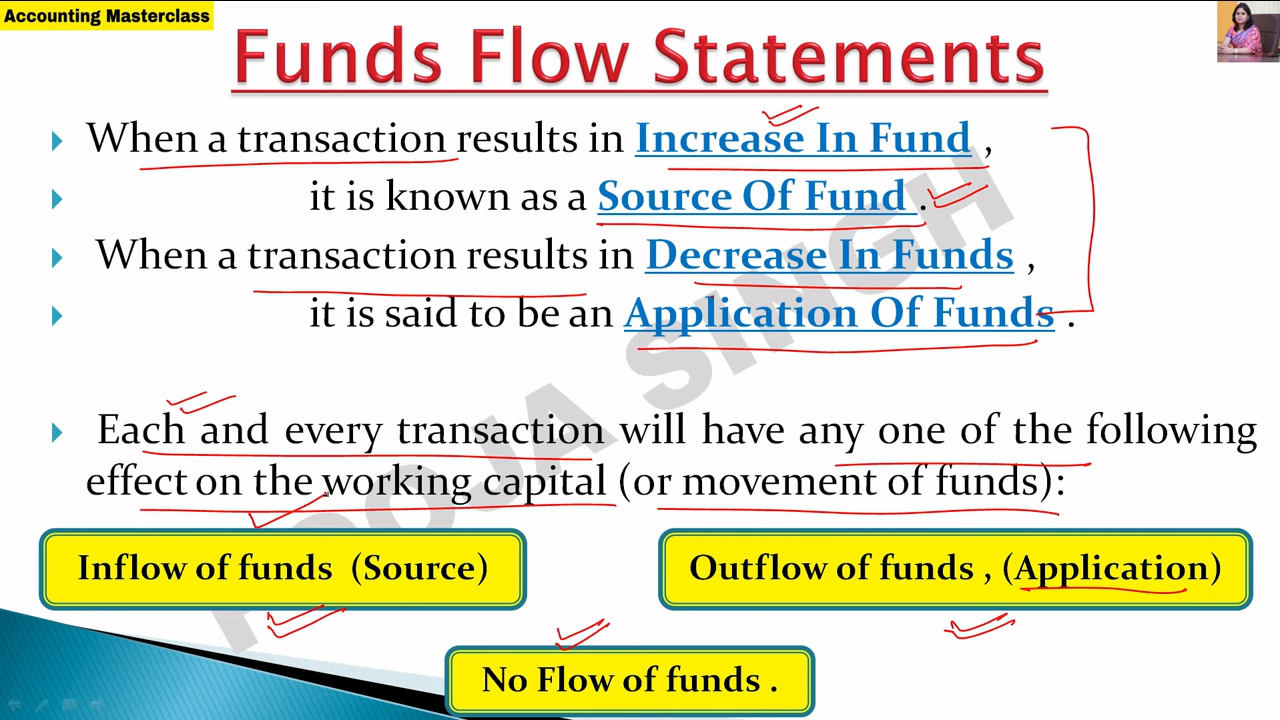 Accounting Masterclass
Funds Flow Statements
When a transaction results in Increase In Fund ,
it is known as a Source Of Fund .
When a transaction results in Decrease In Funds ,
it is said to be an Application Of Funds .
Each and every transaction will have any one of the following
effect on the working capital (or movement of funds):
Inflow of funds (Source)
Outflow of funds , (Application)
No Flow of funds .
POOJA SINGH